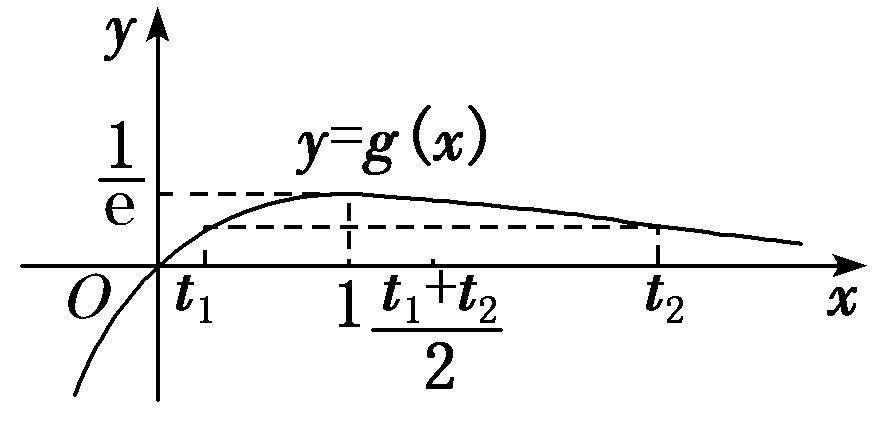 y
y=g(x)
1/e
O
t₁
1
(t₁+t₂)/2
t₂
x